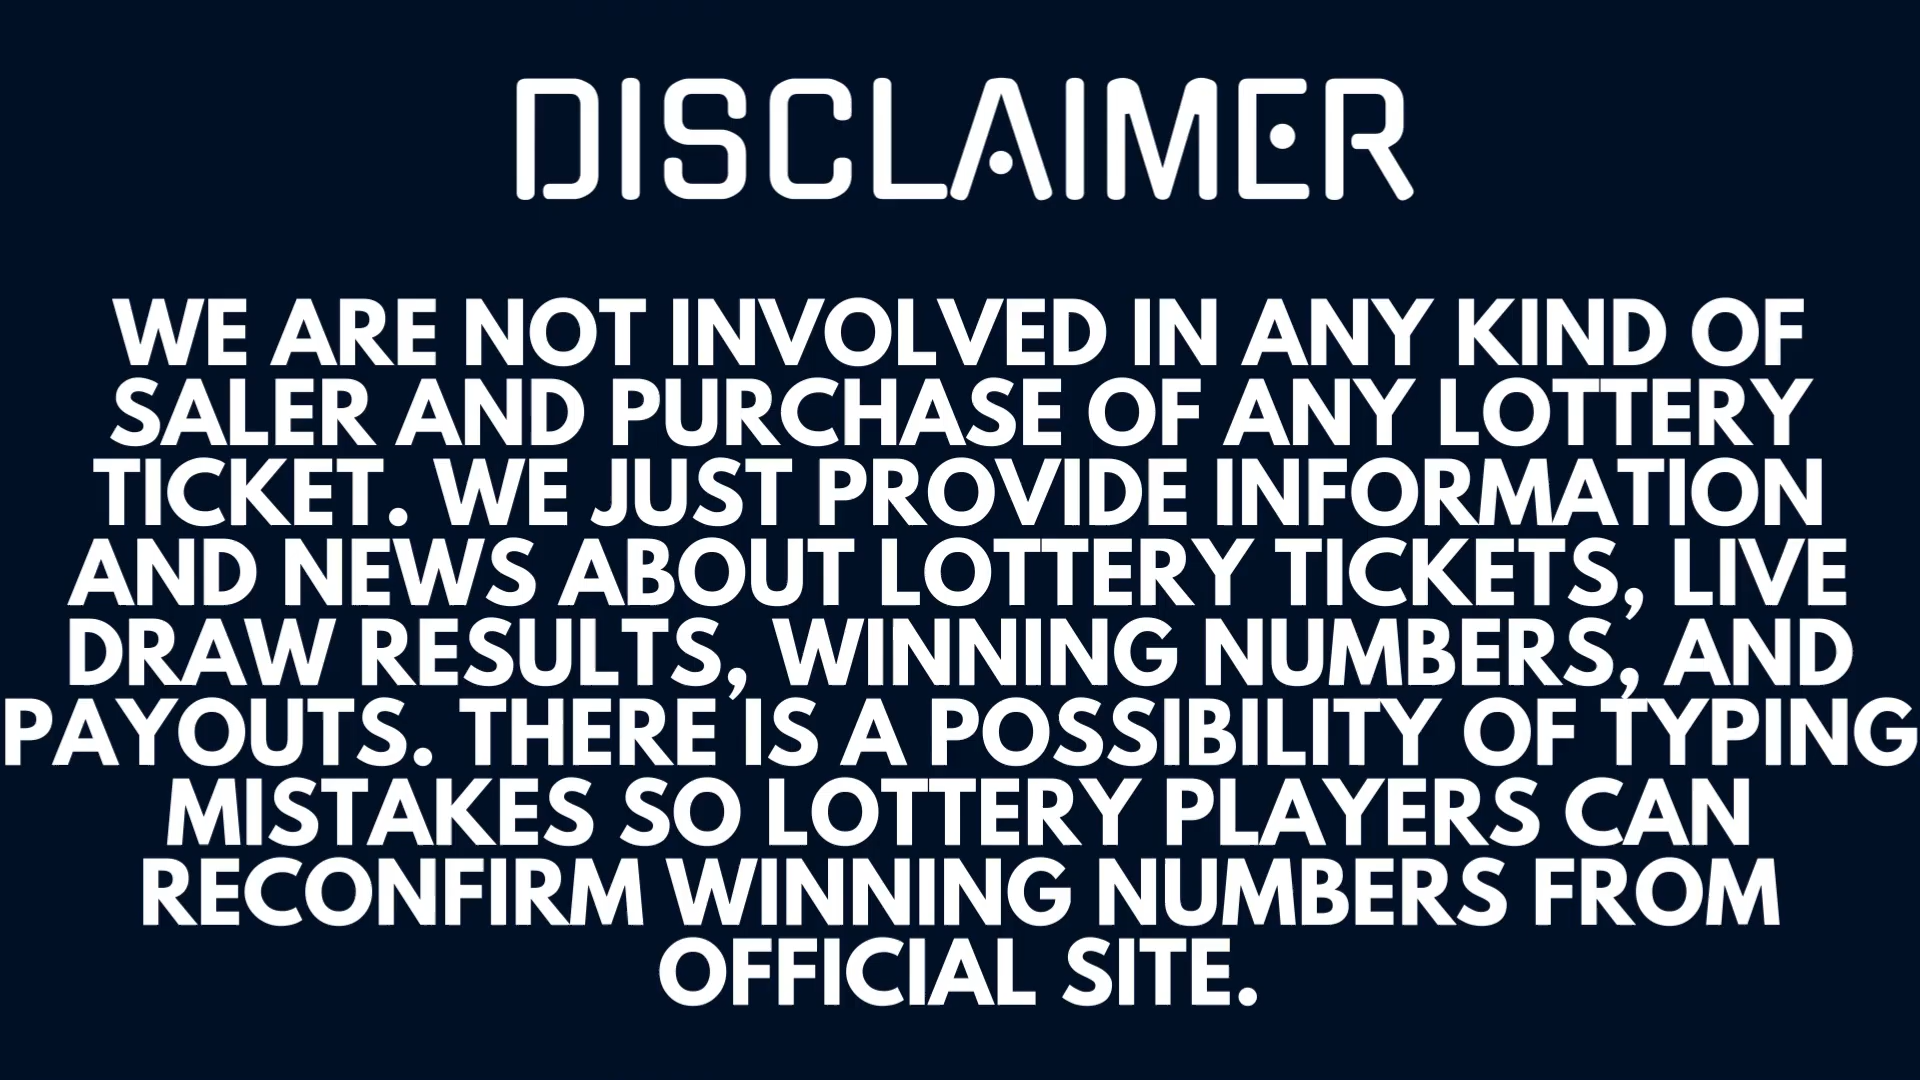 DISCLAIMER
WE ARE NOT INVOLVED IN ANY KIND OF
SALER AND PURCHASE OF ANY LOTTERY
TICKET. WE JUST PROVIDE INFORMATION
AND NEWS ABOUT LOTTERY TICKETS, LIVE
DRAW RESULTS, WINNING NUMBERS, AND
PAYOUTS. THERE IS A POSSIBILITY OF TYPING
MISTAKES SO LOTTERY PLAYERS CAN
RECONFIRM WINNING NUMBERS FROM
OFFICIAL SITE.